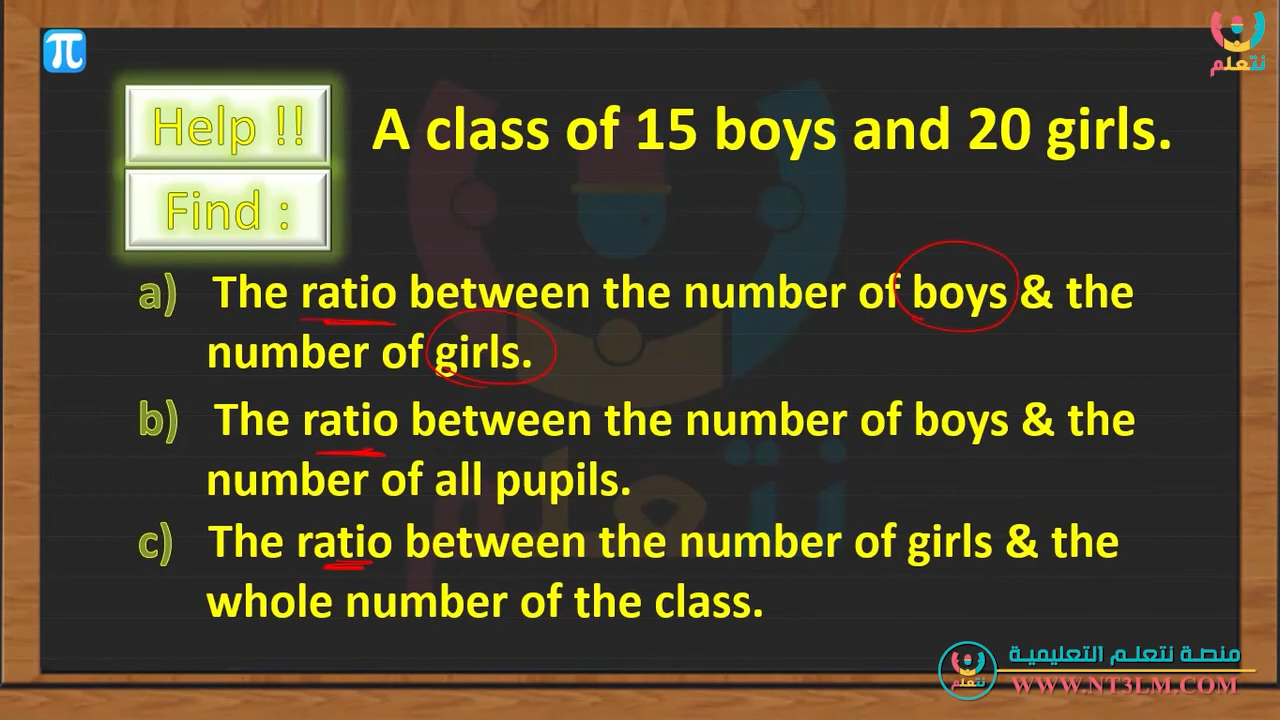 π
نتعلم
Help !!
A class of 15 boys and 20 girls.
Find :
a) The ratio between the number of boys & the
number of girls.
b) The ratio between the number of boys & the
number of all pupils.
c) The ratio between the number of girls & the
whole number of the class.
منصة نتعلم التعليمية
نتعلم
WWW.NT3LM.COM